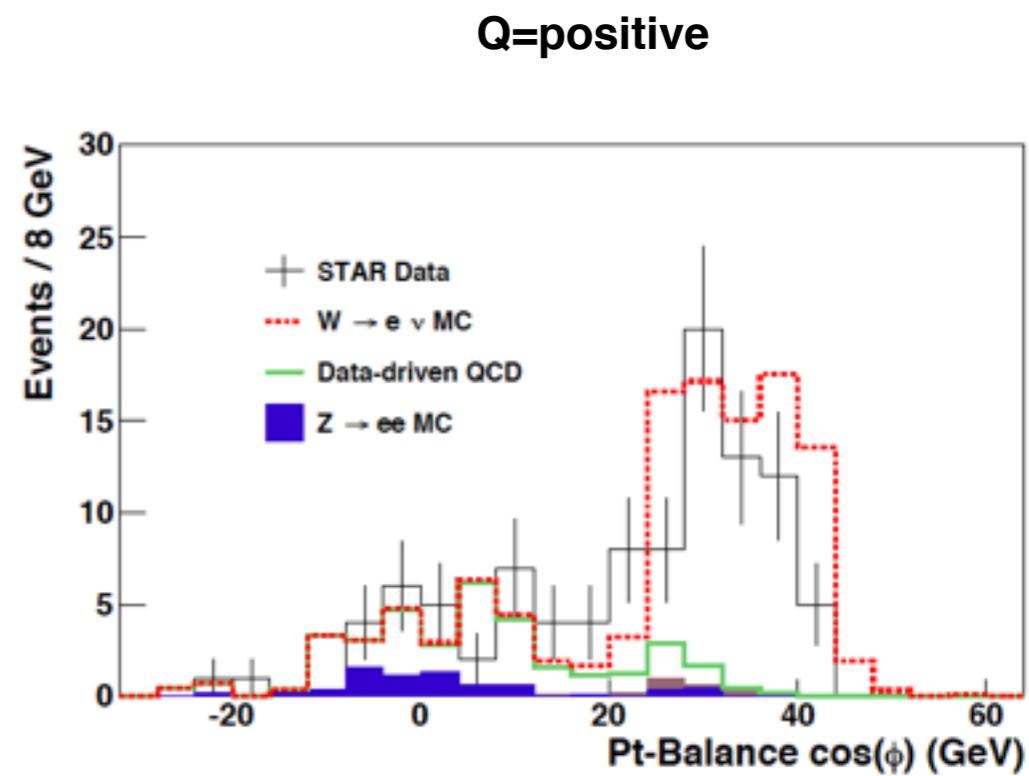 Q=positive
Events / 8 GeV
30
25
20
15
10
5
0
STAR Data
W → e ν MC
Data-driven QCD
Z → ee MC
-20 0 20 40 60
Pt-Balance cos(ϕ) (GeV)